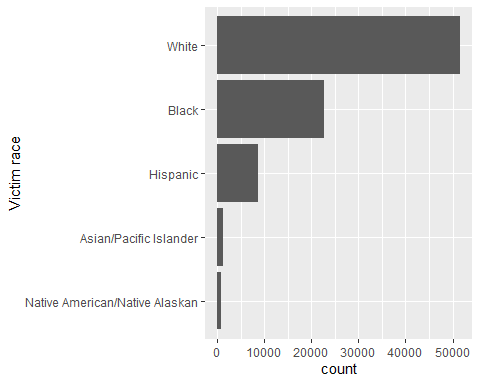 Victim race
White
Black
Hispanic
Asian/Pacific Islander
Native American/Native Alaskan
0 10000 20000 30000 40000 50000
count